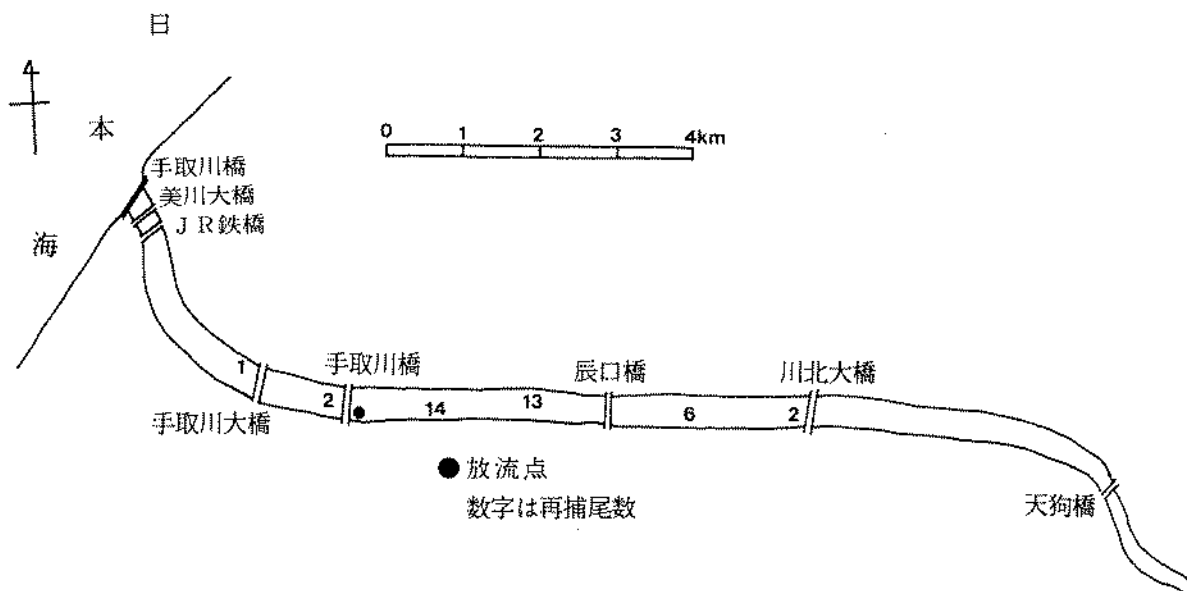 日
本
海
4
0 1 2 3 4km
手取川橋
美川大橋
JR鉄橋
手取川橋
辰口橋
川北大橋
1
2
14
13
6
2
手取川大橋
天狗橋
● 放流点
数字は再捕尾数